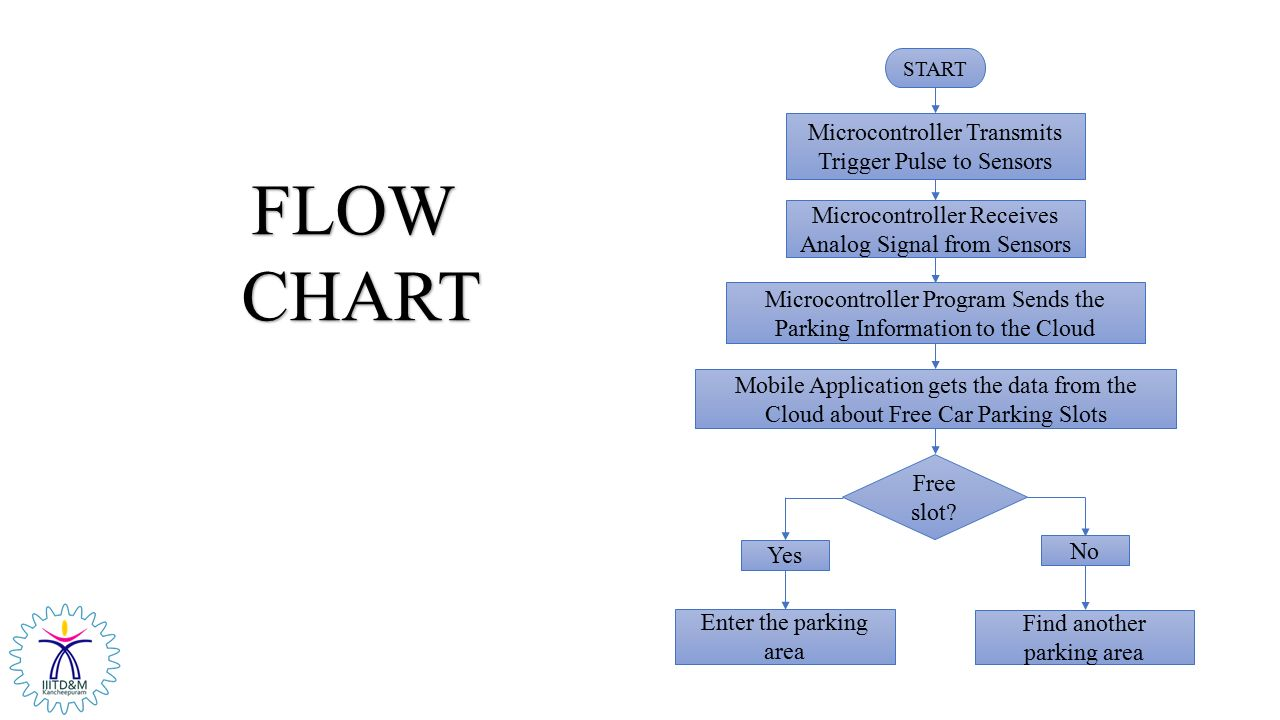 FLOW
CHART
START
Microcontroller Transmits
Trigger Pulse to Sensors
Microcontroller Receives
Analog Signal from Sensors
Microcontroller Program Sends the
Parking Information to the Cloud
Mobile Application gets the data from the
Cloud about Free Car Parking Slots
Free
slot?
Yes
No
Enter the parking
area
Find another
parking area
IIITD&M
Kancheepuram